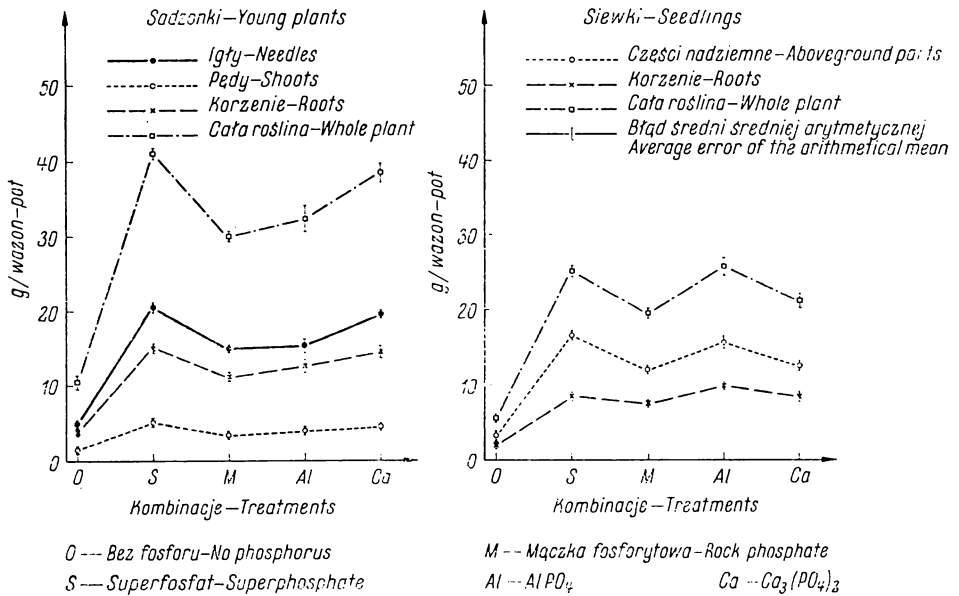 Sadzonki–Young plants
Igły–Needles
Pędy–Shoots
Korzenie–Roots
Cała roślina–Whole plant
g/wazon-pot
50
40
30
20
10
0
O S M Al Ca
Kombinacje–Treatments
Siewki–Seedlings
Części nadziemne–Aboveground parts
Korzenie–Roots
Cała roślina–Whole plant
Błąd średni średniej arytmetycznej
Average error of the arithmetical mean
g/wazon-pot
50
40
30
20
10
0
O S M Al Ca
Kombinacje–Treatments
O –– Bez fosforu–No phosphorus
S –– Superfosfat–Superphosphate
M –– Mączka fosforytowa–Rock phosphate
Al –– AlPO₄ Ca –– Ca₃(PO₄)₂